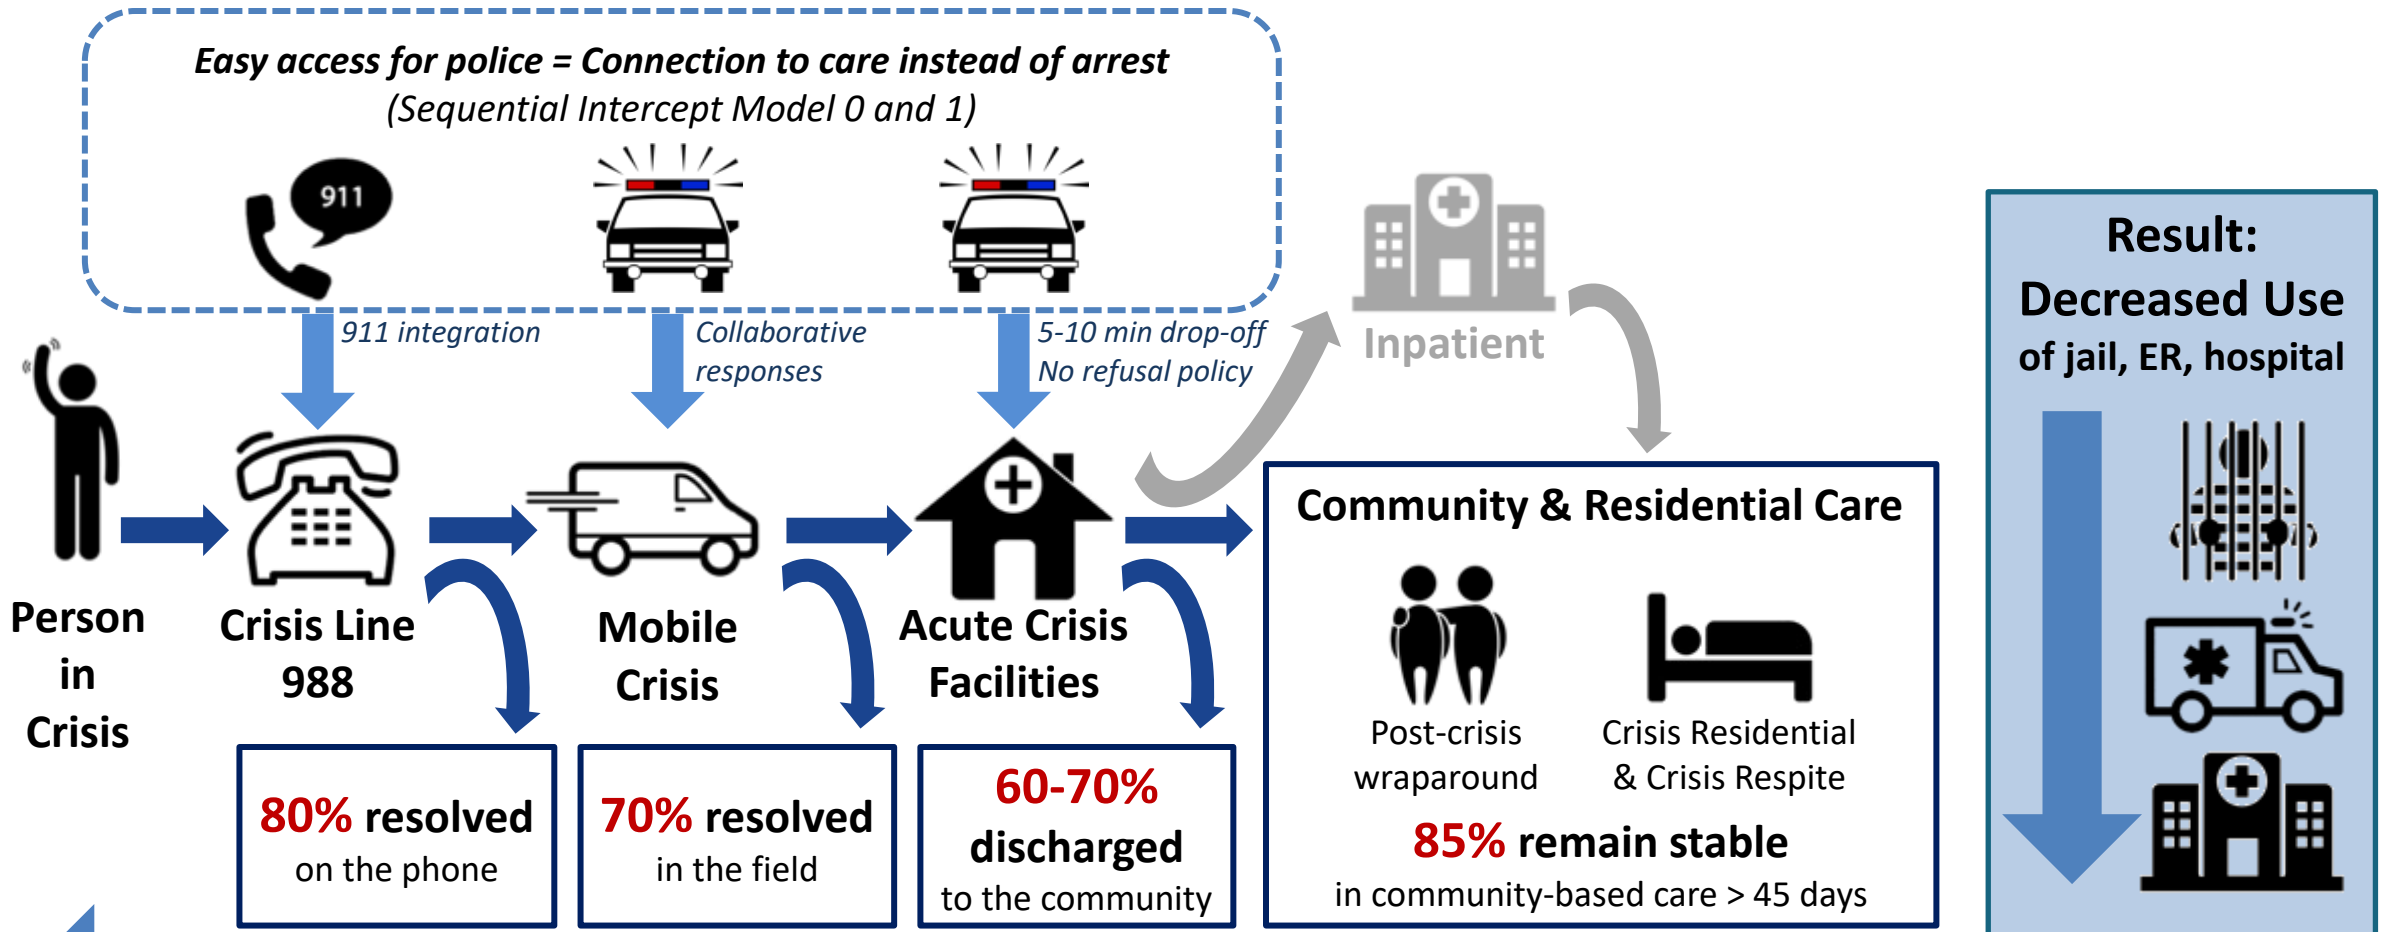 Easy access for police = Connection to care instead of arrest
(Sequential Intercept Model 0 and 1)
911
911 integration
Collaborative
responses
5-10 min drop-off
No refusal policy
Inpatient
Person
in
Crisis
Crisis Line
988
Mobile
Crisis
Acute Crisis
Facilities
80% resolved
on the phone
70% resolved
in the field
60-70%
discharged
to the community
Community & Residential Care
Post-crisis
wraparound
Crisis Residential
& Crisis Respite
85% remain stable
in community-based care > 45 days
Result:
Decreased Use
of jail, ER, hospital